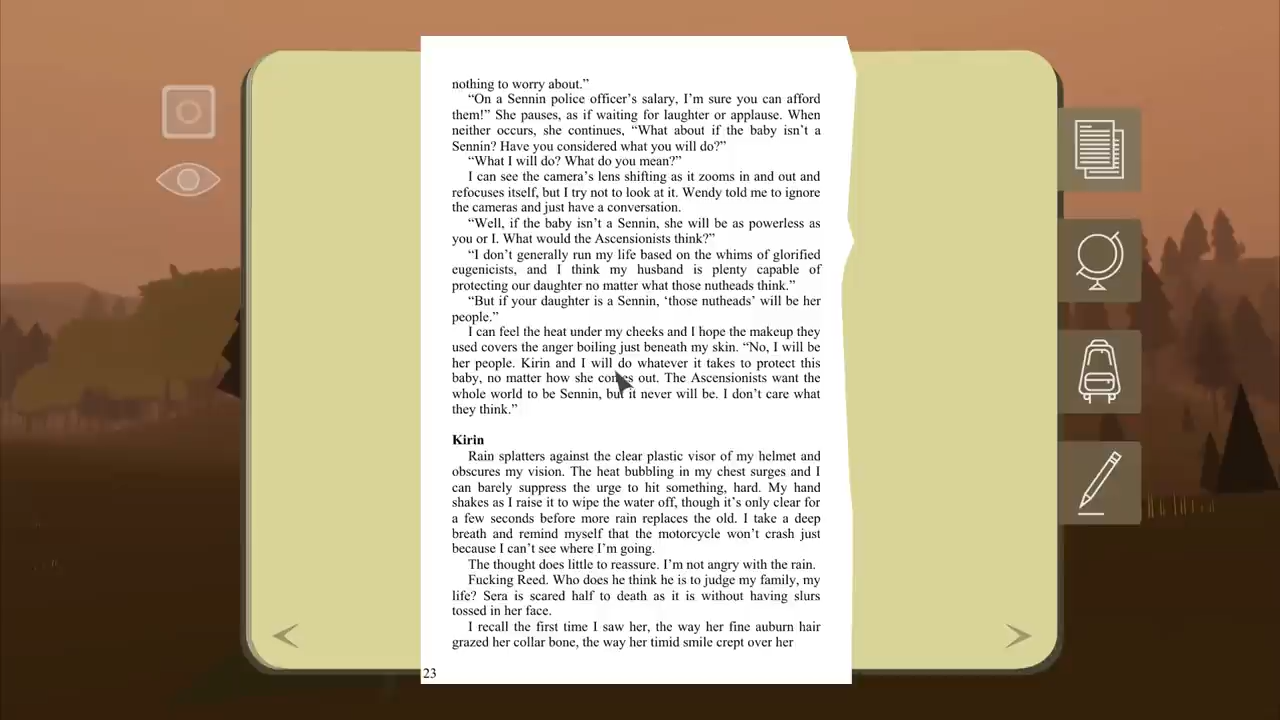 nothing to worry about.”
“On a Sennin police officer’s salary, I’m sure you can afford
them!” She pauses, as if waiting for laughter or applause. When
neither occurs, she continues, “What about if the baby isn’t a
Sennin? Have you considered what you will do?”
“What I will do? What do you mean?”
I can see the camera’s lens shifting as it zooms in and out and
refocuses itself, but I try not to look at it. Wendy told me to ignore
the cameras and just have a conversation.
“Well, if the baby isn’t a Sennin, she will be as powerless as
you or I. What would the Ascensionists think?”
“I don’t generally run my life based on the whims of glorified
eugenicists, and I think my husband is plenty capable of
protecting our daughter no matter what those nutheads think.”
“But if your daughter is a Sennin, ‘those nutheads’ will be her
people.”
I can feel the heat under my cheeks and I hope the makeup they
used covers the anger boiling just beneath my skin. “No, I will be
her people. Kirin and I will do whatever it takes to protect this
baby, no matter how she comes out. The Ascensionists want the
whole world to be Sennin, but it never will be. I don’t care what
they think.”
Kirin
Rain splatters against the clear plastic visor of my helmet and
obscures my vision. The heat bubbling in my chest surges and I
can barely suppress the urge to hit something, hard. My hand
shakes as I raise it to wipe the water off, though it’s only clear for
a few seconds before more rain replaces the old. I take a deep
breath and remind myself that the motorcycle won’t crash just
because I can’t see where I’m going.
The thought does little to reassure. I’m not angry with the rain.
Fucking Reed. Who does he think he is to judge my family, my
life? Sera is scared half to death as it is without having slurs
tossed in her face.
I recall the first time I saw her, the way her fine auburn hair
grazed her collar bone, the way her timid smile crept over her
23